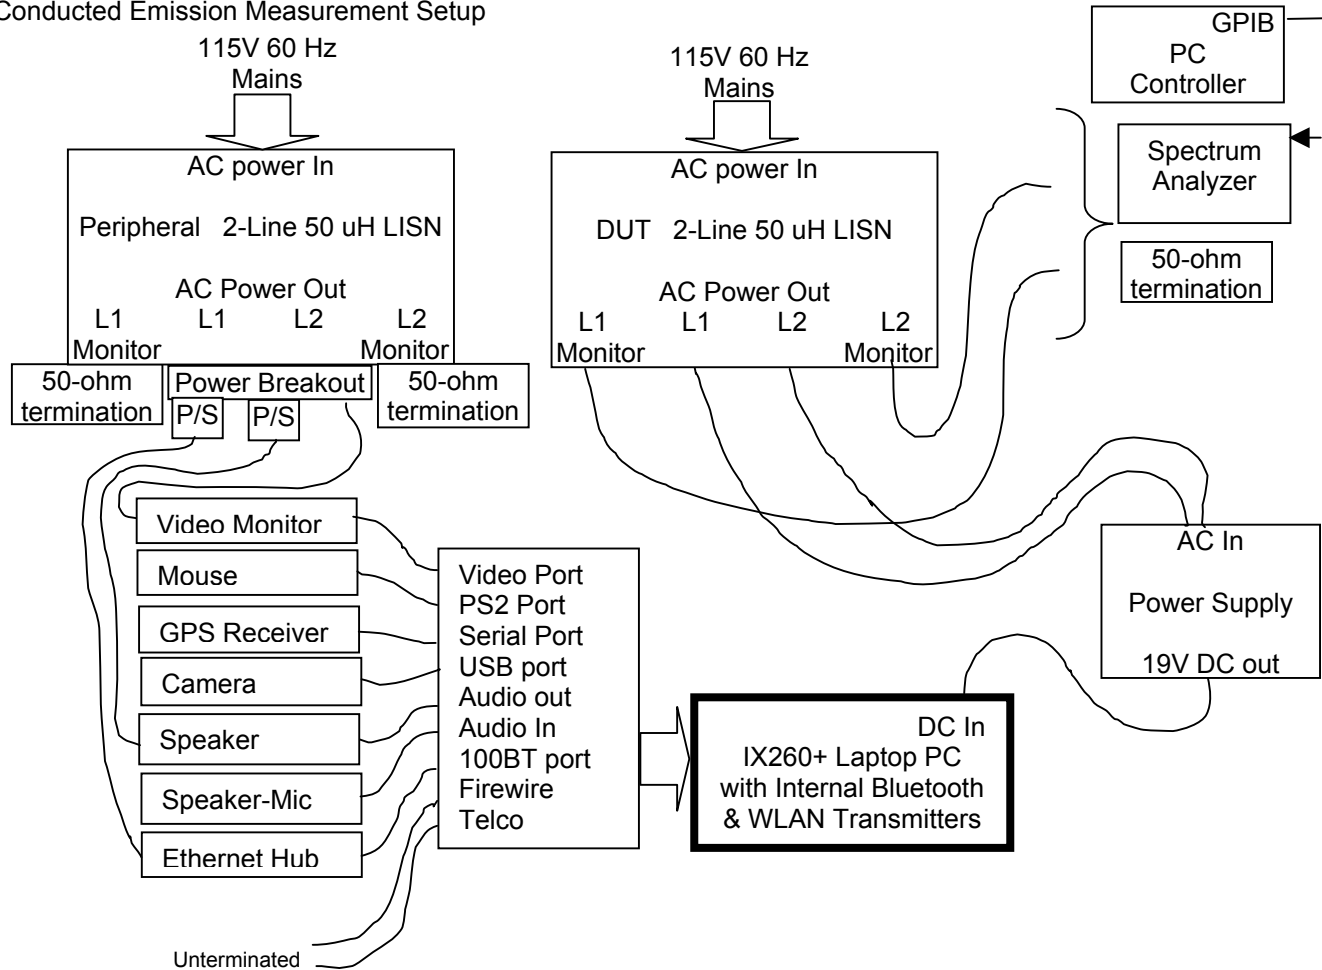 Conducted Emission Measurement Setup
115V 60 Hz
Mains
AC power In
Peripheral 2-Line 50 uH LISN
AC Power Out
L1 L1 L2 L2
Monitor Monitor
50-ohm
termination
Power Breakout
50-ohm
termination
P/S P/S
115V 60 Hz
Mains
AC power In
DUT 2-Line 50 uH LISN
AC Power Out
L1 L1 L2 L2
Monitor Monitor
GPIB
PC
Controller
Spectrum
Analyzer
50-ohm
termination
Video Monitor
Mouse
GPS Receiver
Camera
Speaker
Speaker-Mic
Ethernet Hub
Unterminated
Video Port
PS2 Port
Serial Port
USB port
Audio out
Audio In
100BT port
Firewire
Telco
AC In
Power Supply
19V DC out
DC In
IX260+ Laptop PC
with Internal Bluetooth
& WLAN Transmitters